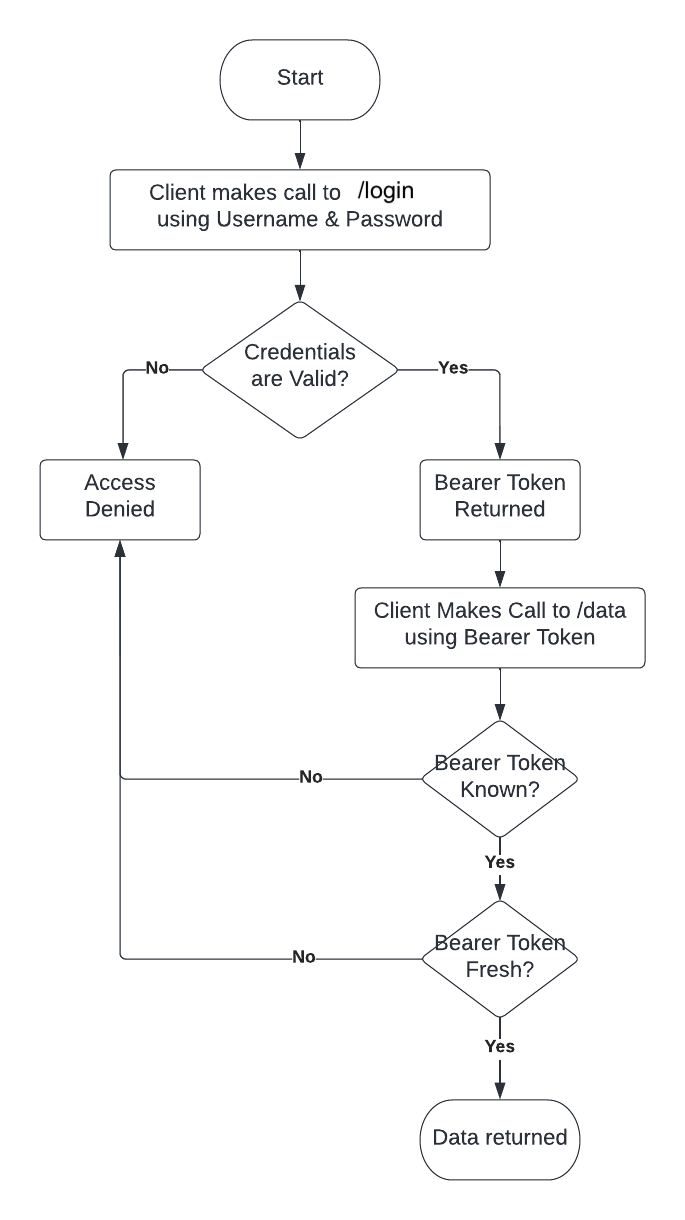 Start
Client makes call to /login
using Username & Password
Credentials
are Valid?
No
Yes
Access
Denied
Bearer Token
Returned
Client Makes Call to /data
using Bearer Token
Bearer Token
Known?
No
Yes
Bearer Token
Fresh?
No
Yes
Data returned